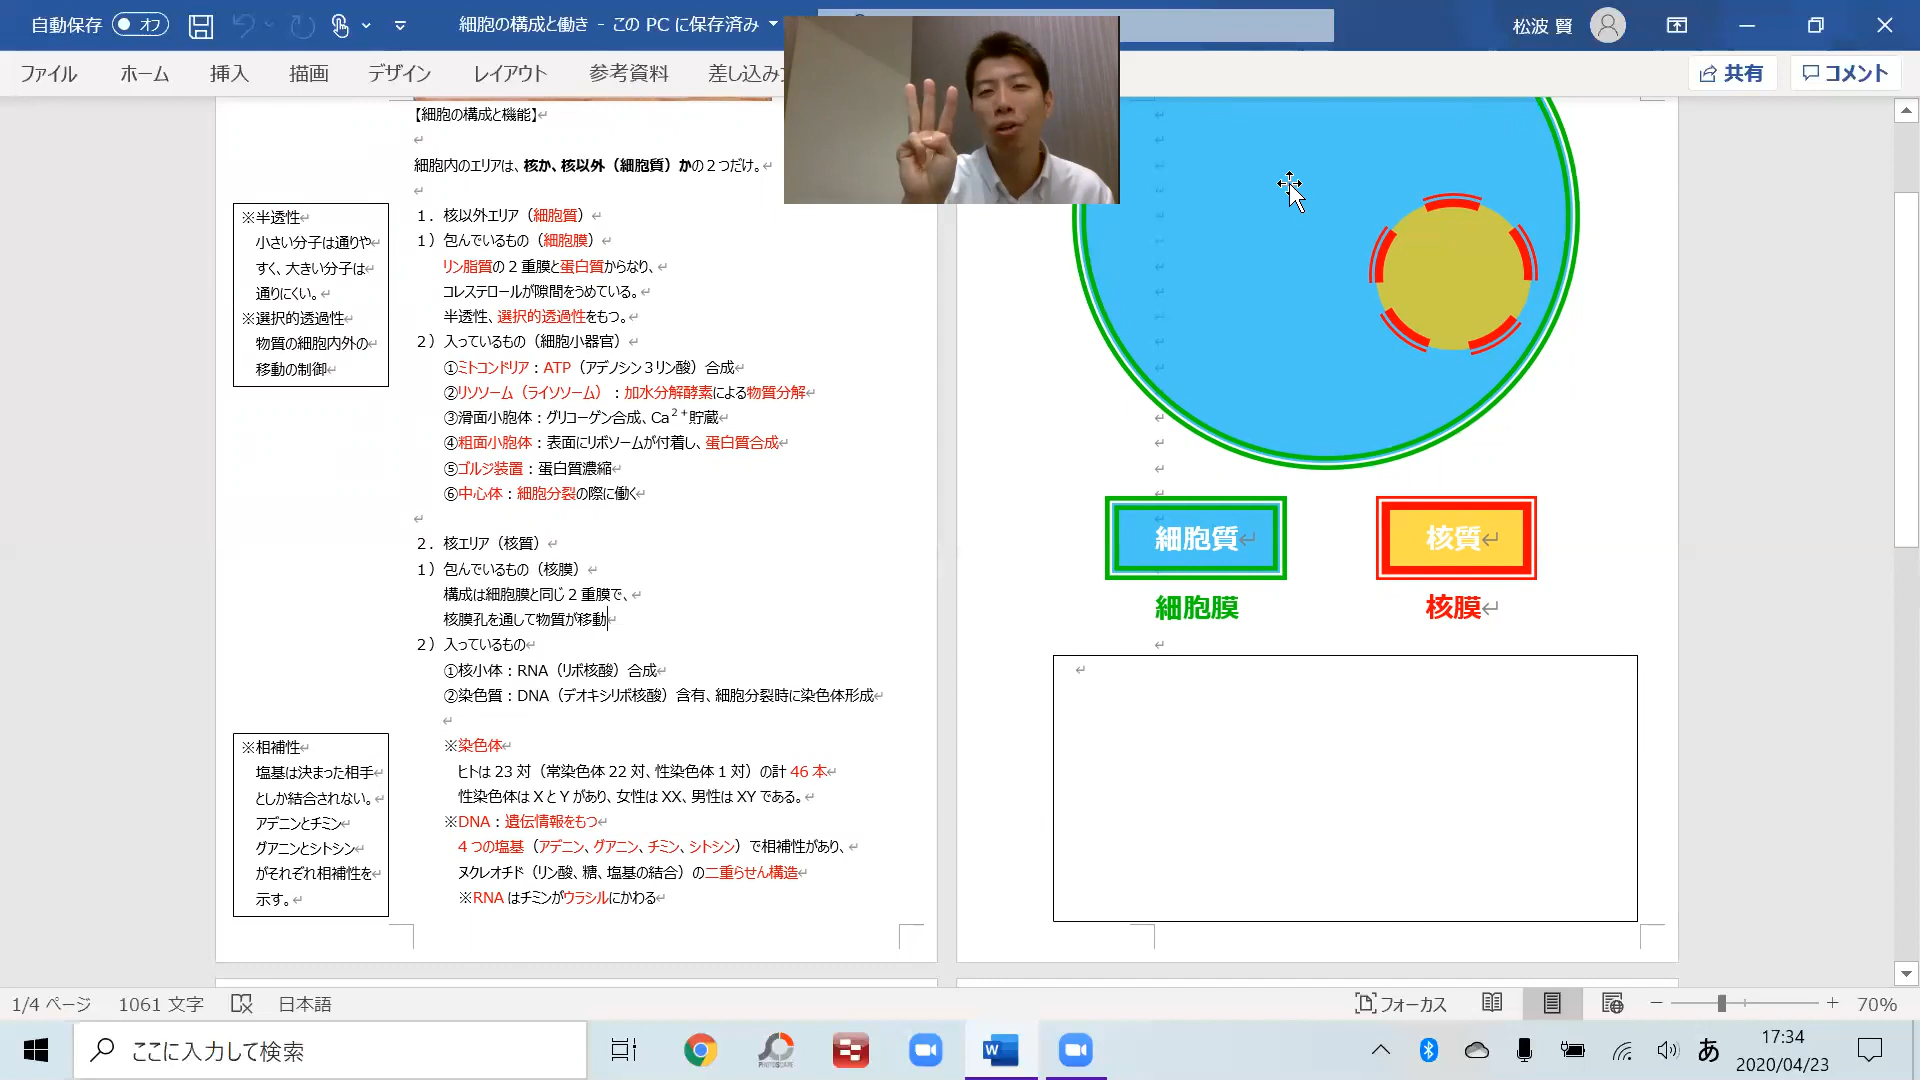 自動保存 オフ
細胞の構成と働き - この PC に保存済み
松波 賢
ファイル ホーム 挿入 描画 デザイン レイアウト 参考資料 差し込み
共有 コメント
【細胞の構成と機能】
細胞内のエリアは、核か、核以外（細胞質）かの２つだけ。
※半透性
小さい分子は通りや
すく、大きい分子は
通りにくい。
※選択的透過性
物質の細胞内外の
移動の制御
１．核以外エリア（細胞質）
１）包んでいるもの（細胞膜）
リン脂質の２重膜と蛋白質からなり、
コレステロールが隙間をうめている。
半透性、選択的透過性をもつ。
２）入っているもの（細胞小器官）
①ミトコンドリア：ATP（アデノシン３リン酸）合成
②リソソーム（ライソソーム）：加水分解酵素による物質分解
③滑面小胞体：グリコーゲン合成、Ca²⁺貯蔵
④粗面小胞体：表面にリボソームが付着し、蛋白質合成
⑤ゴルジ装置：蛋白質濃縮
⑥中心体：細胞分裂の際に働く
２．核エリア（核質）
１）包んでいるもの（核膜）
構成は細胞膜と同じ２重膜で、
核膜孔を通して物質が移動
２）入っているもの
①核小体：RNA（リボ核酸）合成
②染色質：DNA（デオキシリボ核酸）含有、細胞分裂時に染色体形成
※相補性
塩基は決まった相手
としか結合されない。
アデニンとチミン
グアニンとシトシン
がそれぞれ相補性を
示す。
※染色体
ヒトは 23 対（常染色体 22 対、性染色体 1 対）の計 46 本
性染色体は X と Y があり、女性は XX、男性は XY である。
※DNA：遺伝情報をもつ
４つの塩基（アデニン、グアニン、チミン、シトシン）で相補性があり、
ヌクレオチド（リン酸、糖、塩基の結合）の二重らせん構造
※RNA はチミンがウラシルにかわる
細胞質 核質
細胞膜 核膜
1/4 ページ 1061 文字 日本語
フォーカス 70%
ここに入力して検索
あ
17:34
2020/04/23